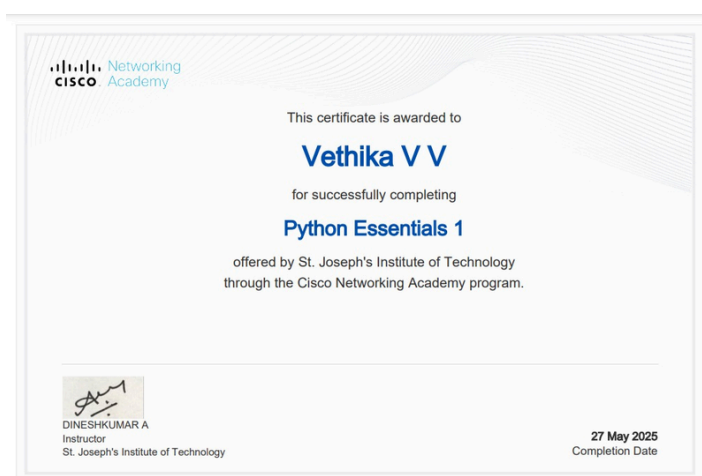 Networking
CISCO. Academy
This certificate is awarded to
Vethika V V
for successfully completing
Python Essentials 1
offered by St. Joseph's Institute of Technology
through the Cisco Networking Academy program.
DINESHKUMAR A
Instructor
St. Joseph's Institute of Technology
27 May 2025
Completion Date